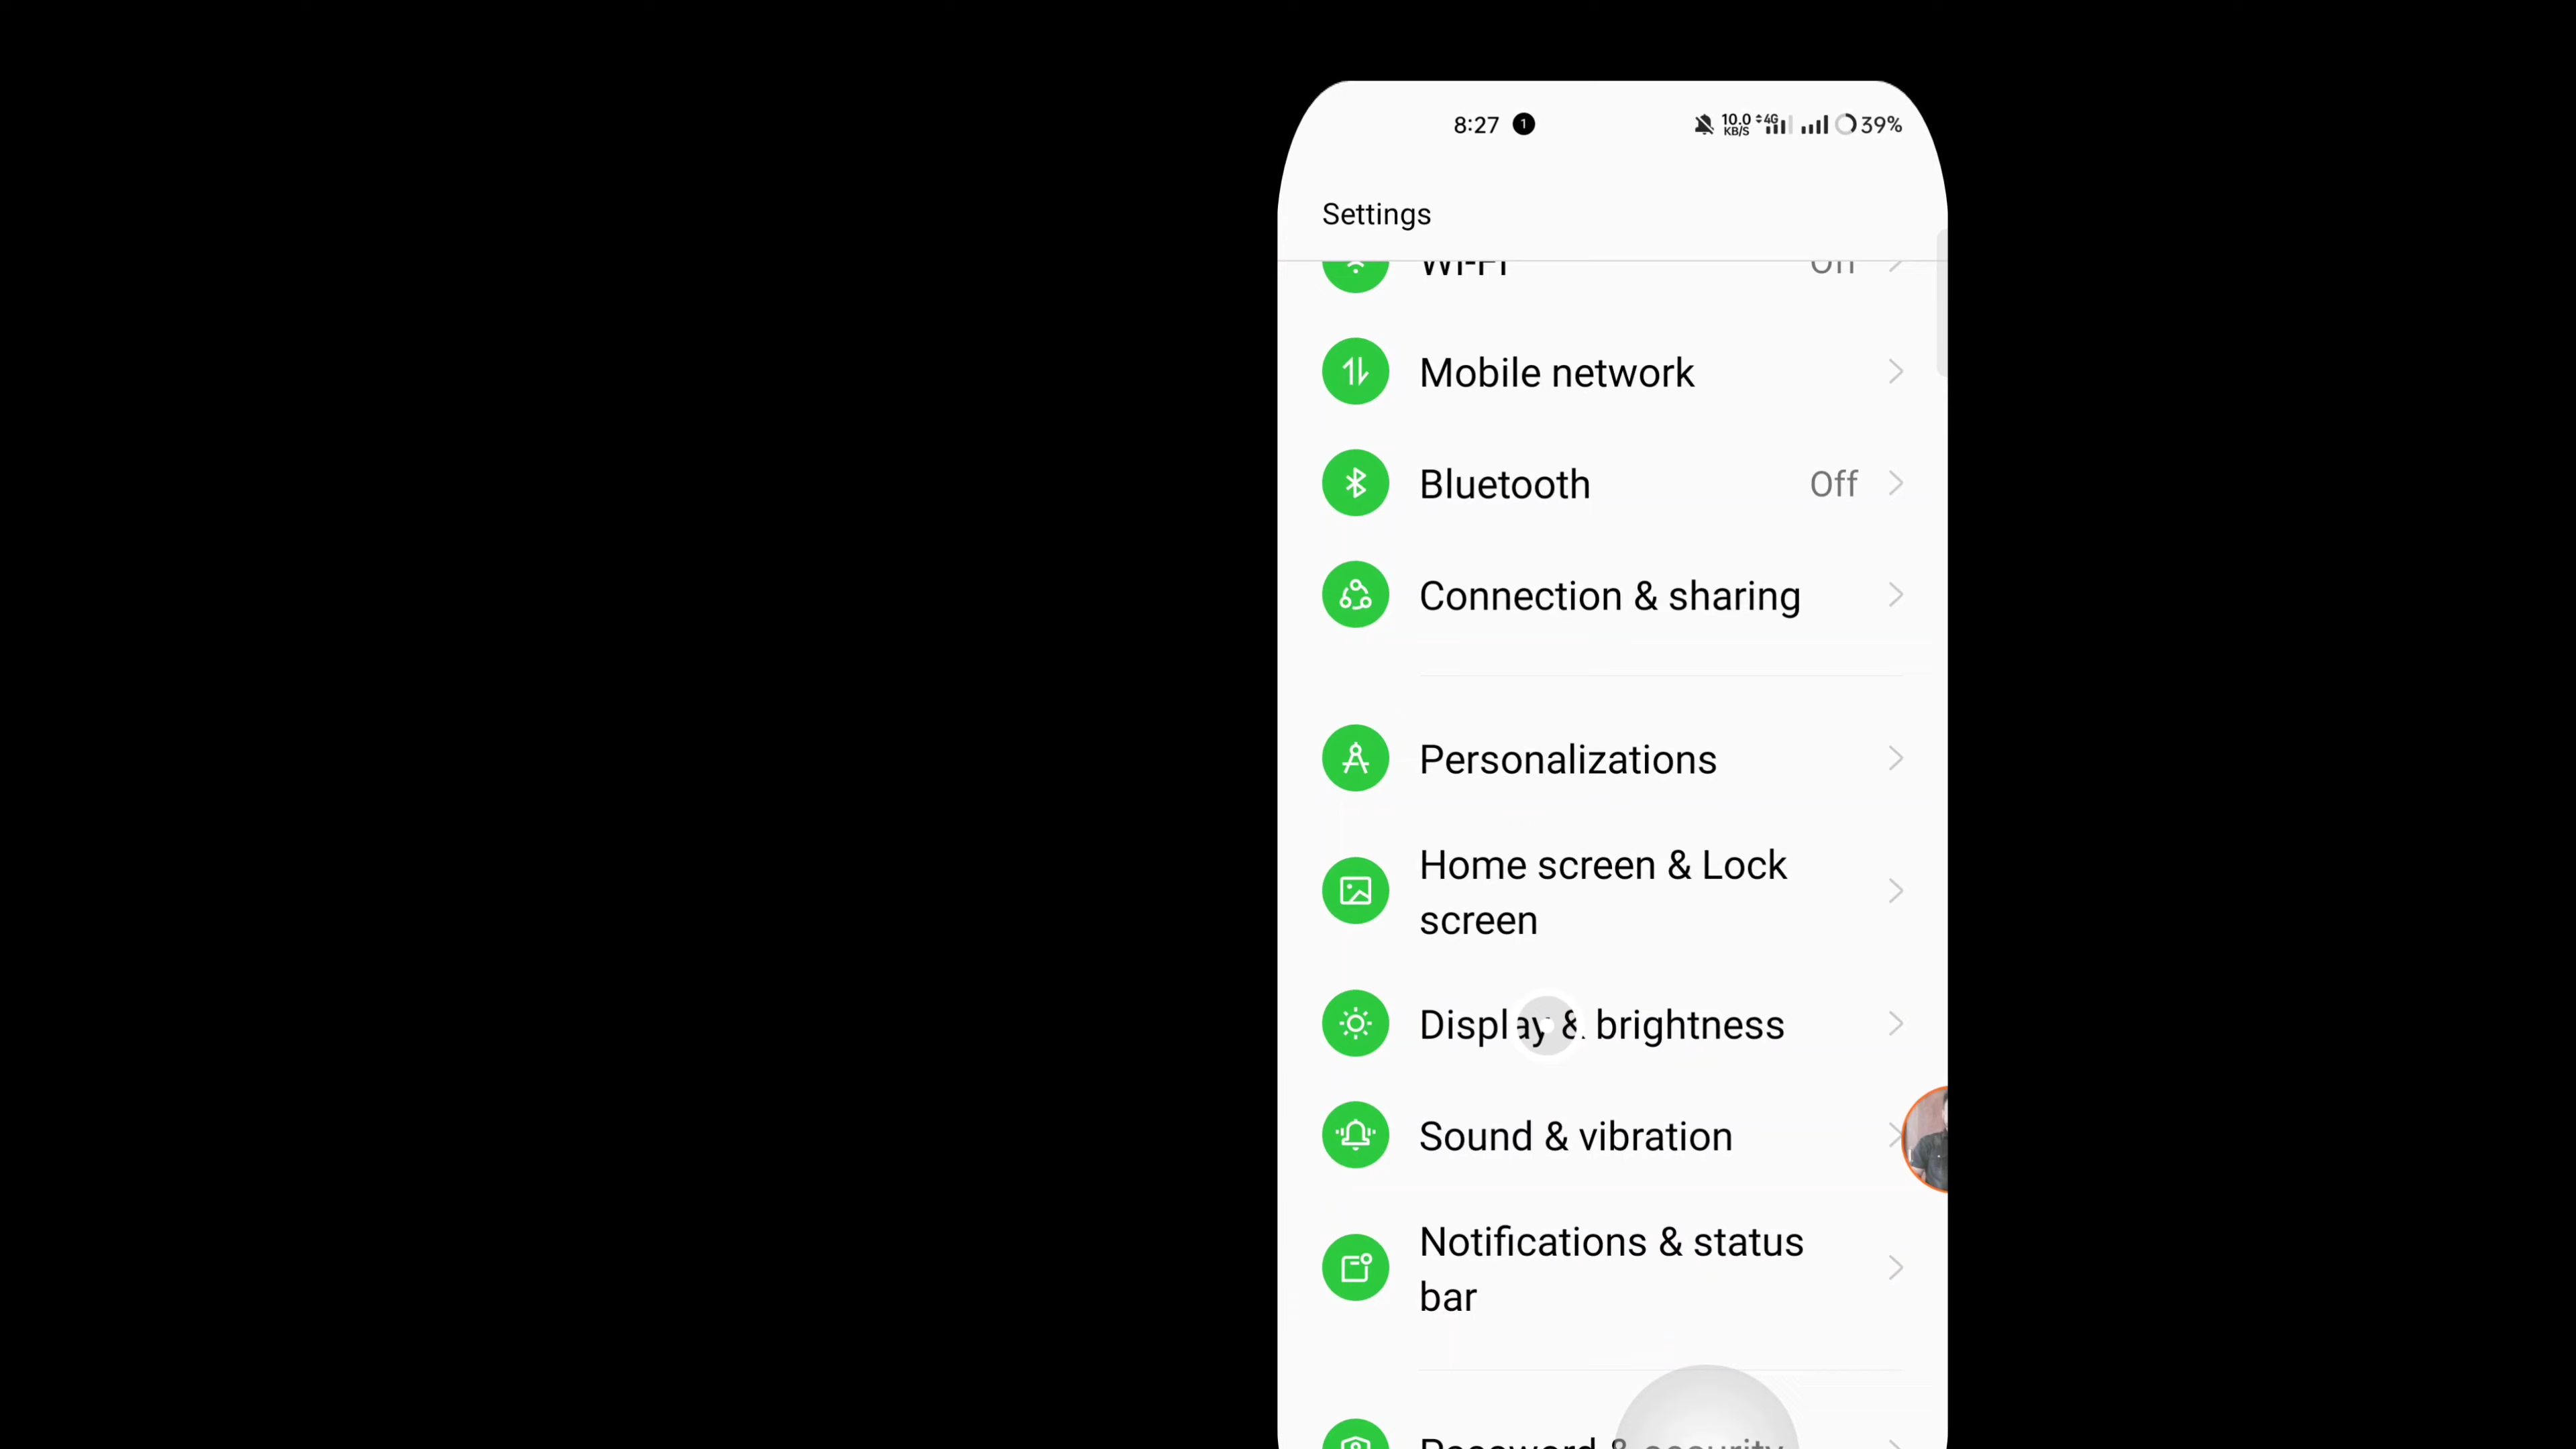 8:27 1 10.0 KB/S 4G 39%
Settings
Wi-Fi Off
Mobile network
Bluetooth Off
Connection & sharing
Personalizations
Home screen & Lock
screen
Display & brightness
Sound & vibration
Notifications & status
bar
Password & security